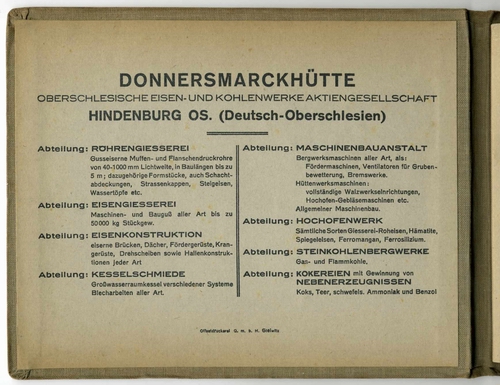 DONNERSMARCKHÜTTE
OBERSCHLESISCHE EISEN- UND KOHLENWERKE AKTIENGESELLSCHAFT
HINDENBURG OS. (Deutsch-Oberschlesien)
Abteilung: RÖHRENGIESSEREI
Gusseiserne Muffen- und Flanschendruckrohre
von 40-1000 mm Lichtweite, in Baulängen bis zu
5 m; dazugehörige Formstücke, auch Schacht-
abdeckungen, Strassenkappen, Steigeisen,
Wassertöpfe etc.
Abteilung: EISENGIESSEREI
Maschinen- und Bauguß aller Art bis zu
50000 kg Stückgew.
Abteilung: EISENKONSTRUKTION
eiserne Brücken, Dächer, Fördergerüste, Kran-
gerüste, Drehscheiben sowie Hallenkonstruk-
tionen jeder Art
Abteilung: KESSELSCHMIEDE
Großwasserraumkessel verschiedener Systeme
Blecharbeiten aller Art.
Abteilung: MASCHINENBAUANSTALT
Bergwerksmaschinen aller Art, als:
Fördermaschinen, Ventilatoren für Gruben-
bewetterung, Bremswerke.
Hüttenwerksmaschinen:
vollständige Walzwerkseinrichtungen,
Hochofen-Gebläsemaschinen etc.
Allgemeiner Maschinenbau.
Abteilung: HOCHOFENWERK
Sämtliche Sorten Giesserei-Roheisen, Hämatite,
Spiegeleisen, Ferromangan, Ferrosilizium.
Abteilung: STEINKOHLENBERGWERKE
Gas- und Flammkohle.
Abteilung: KOKEREIEN mit Gewinnung von
NEBENERZEUGNISSEN
Koks, Teer, schwefels. Ammoniak und Benzol
Offsetdruckerei G. m. b. H. Gleiwitz